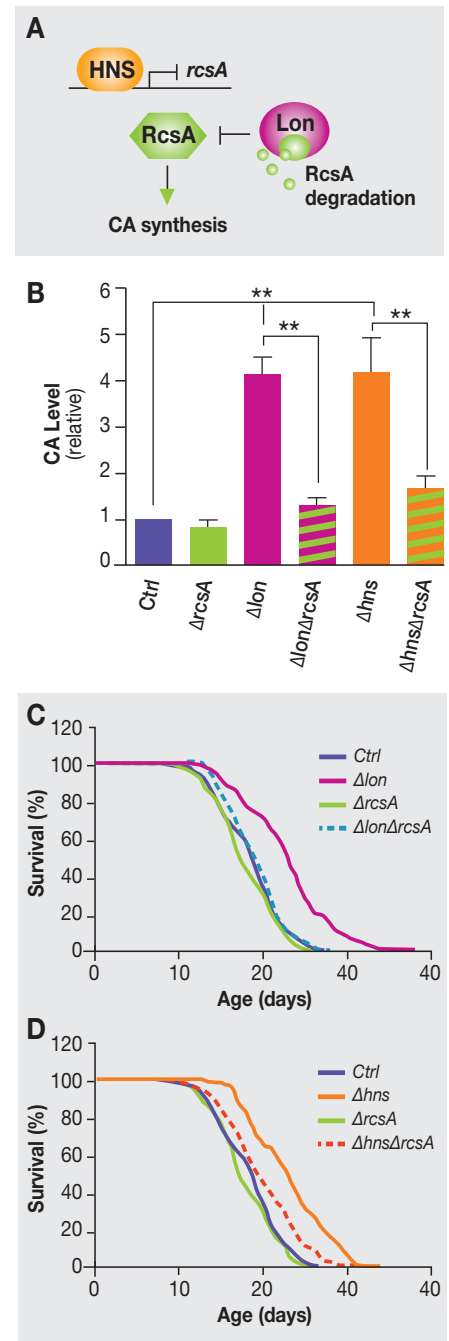 A
HNS
rcsA
RcsA
Lon
RcsA
degradation
CA synthesis
B
CA Level
(relative)
6
5
4
3
2
1
0
**
**
**
Ctrl
ΔrcsA
Δlon
ΔlonΔrcsA
Δhns
ΔhnsΔrcsA
C
Survival (%)
120
100
80
60
40
20
0
Ctrl
Δlon
ΔrcsA
ΔlonΔrcsA
0 10 20 40 40
Age (days)
D
Survival (%)
120
100
80
60
40
20
0
Ctrl
Δhns
ΔrcsA
ΔhnsΔrcsA
0 10 20 40 40
Age (days)